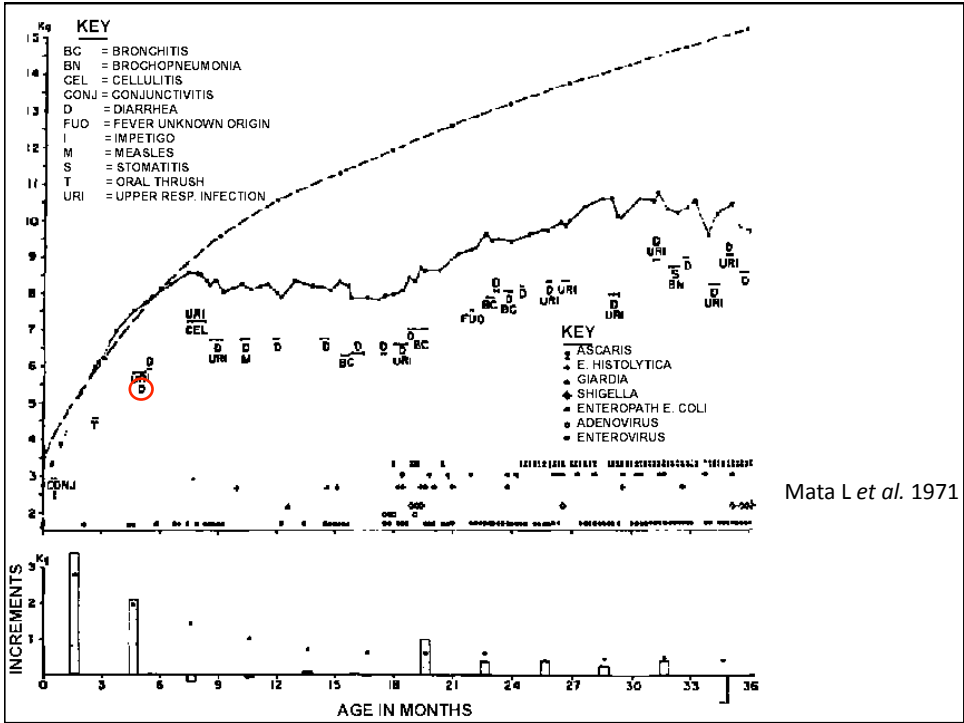 Kg
KEY
BC = BRONCHITIS
BN = BROCHOPNEUMONIA
CEL = CELLULITIS
CONJ = CONJUNCTIVITIS
D = DIARRHEA
FUO = FEVER UNKNOWN ORIGIN
I = IMPETIGO
M = MEASLES
S = STOMATITIS
T = ORAL THRUSH
URI = UPPER RESP. INFECTION
15
14
13
12
11
10
9
8
7
6
5
4
3
2
CONJ
T
D
D
URI
CEL
D
URI
D
M
D
D
D
BC
D
D
URI
D
BC
FUO
D
BC
D
BC
D
D
URI
URI
D
URI
D
URI
S
BN
D
D
URI
D
URI
D
KEY
ASCARIS
E. HISTOLYTICA
GIARDIA
SHIGELLA
ENTEROPATH E. COLI
ADENOVIRUS
ENTEROVIRUS
Mata L et al. 1971
Kg
3
2
1
INCREMENTS
0 3 6 9 12 15 18 21 24 27 30 33 36
AGE IN MONTHS